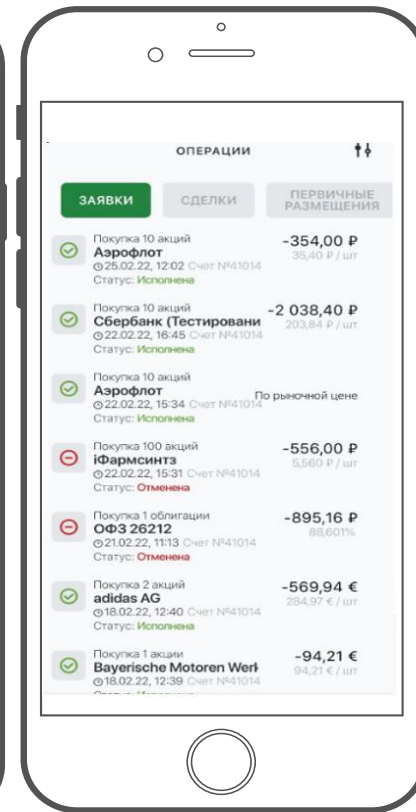 ОПЕРАЦИИ
ЗАЯВКИ
СДЕЛКИ
ПЕРВИЧНЫЕ
РАЗМЕЩЕНИЯ
Покупка 10 акций
Аэрофлот
-354,00 ₽
25.02.22, 12:02 Счет №41014
35,40 ₽ / шт
Статус: Исполнена
Покупка 10 акций
Сбербанк (Тестировани
-2 038,40 ₽
22.02.22, 16:45 Счет №41014
203,84 ₽ / шт
Статус: Исполнена
Покупка 10 акций
Аэрофлот
По рыночной цене
22.02.22, 15:34 Счет №41014
Статус: Исполнена
Покупка 100 акций
iФармсинтз
-556,00 ₽
22.02.22, 15:31 Счет №41014
5,560 ₽ / шт
Статус: Отменена
Покупка 1 облигации
ОФЗ 26212
-895,16 ₽
21.02.22, 11:13 Счет №41014
88,601%
Статус: Отменена
Покупка 2 акций
adidas AG
-569,94 €
18.02.22, 12:40 Счет №41014
284,97 € / шт
Статус: Исполнена
Покупка 1 акции
Bayerische Motoren Werk
-94,21 €
18.02.22, 12:39 Счет №41014
94,21 € / шт